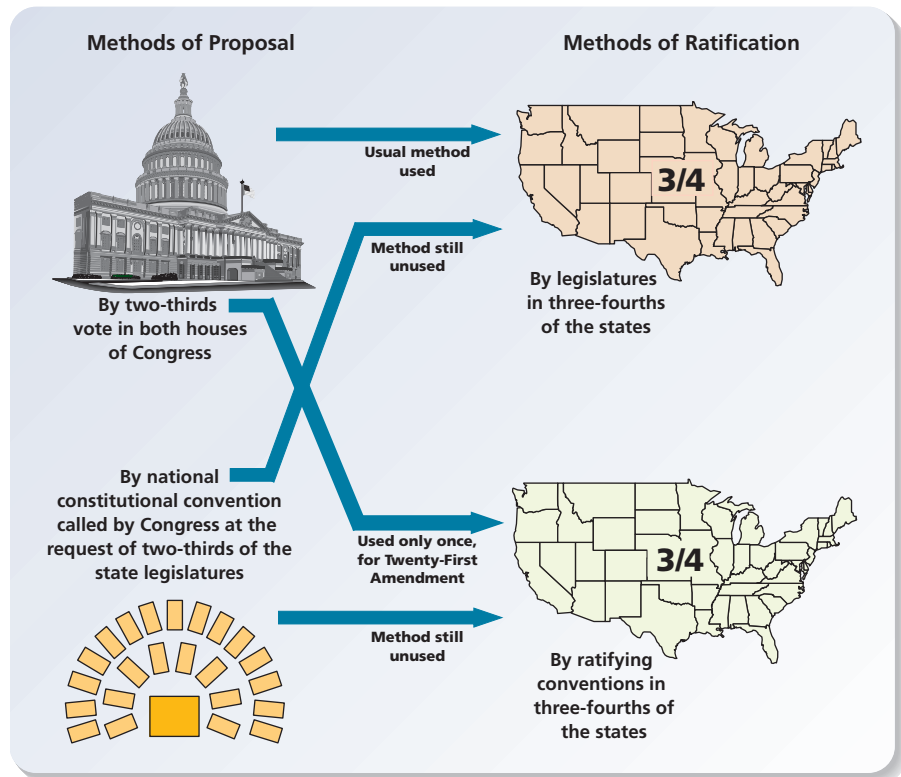 Methods of Proposal
Methods of Ratification
Usual method
used
3/4
Method still
unused
By legislatures
in three-fourths
of the states
By two-thirds
vote in both houses
of Congress
By national
constitutional convention
called by Congress at the
request of two-thirds of the
state legislatures
Used only once,
for Twenty-First
Amendment
3/4
Method still
unused
By ratifying
conventions in
three-fourths of
the states